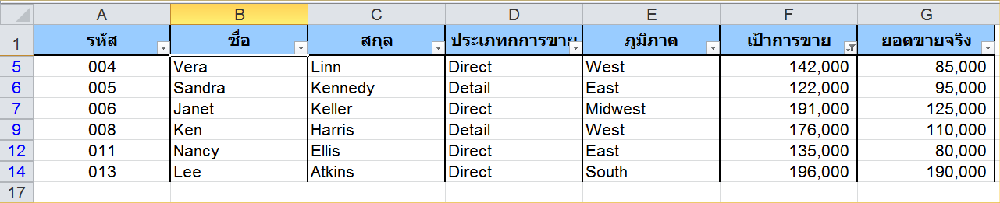 A B C D E F G
1 รหัส ชื่อ สกุล ประเภทกการขาย ภูมิภาค เป้าการขาย ยอดขายจริง
5 004 Vera Linn Direct West 142,000 85,000
6 005 Sandra Kennedy Detail East 122,000 95,000
7 006 Janet Keller Direct Midwest 191,000 125,000
9 008 Ken Harris Detail West 176,000 110,000
12 011 Nancy Ellis Direct East 135,000 80,000
14 013 Lee Atkins Direct South 196,000 190,000
17